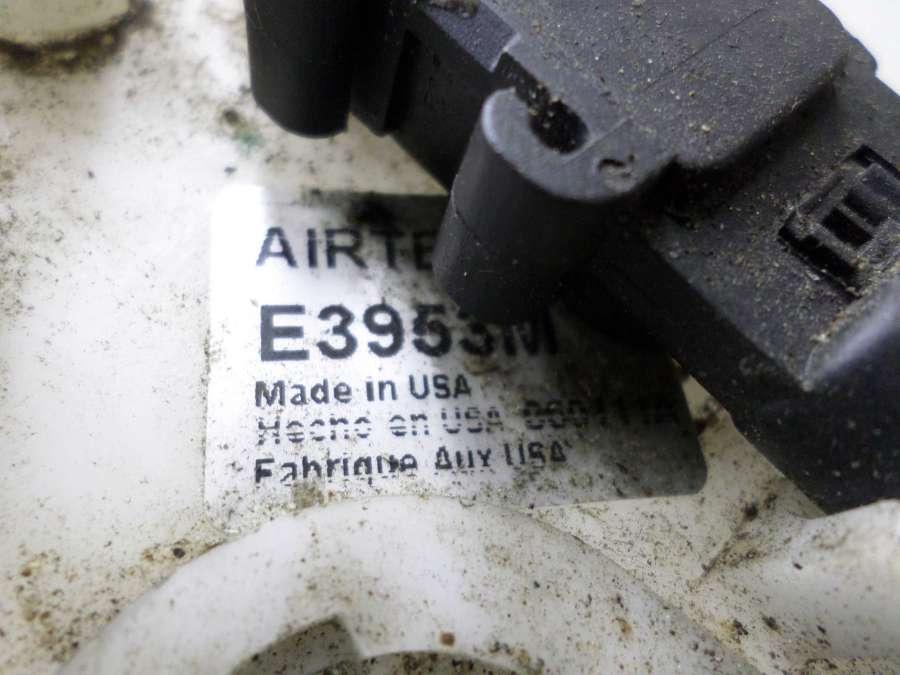 AIRTE
E3953M
Made in USA
Hecho en USA
Fabrique Aux USA